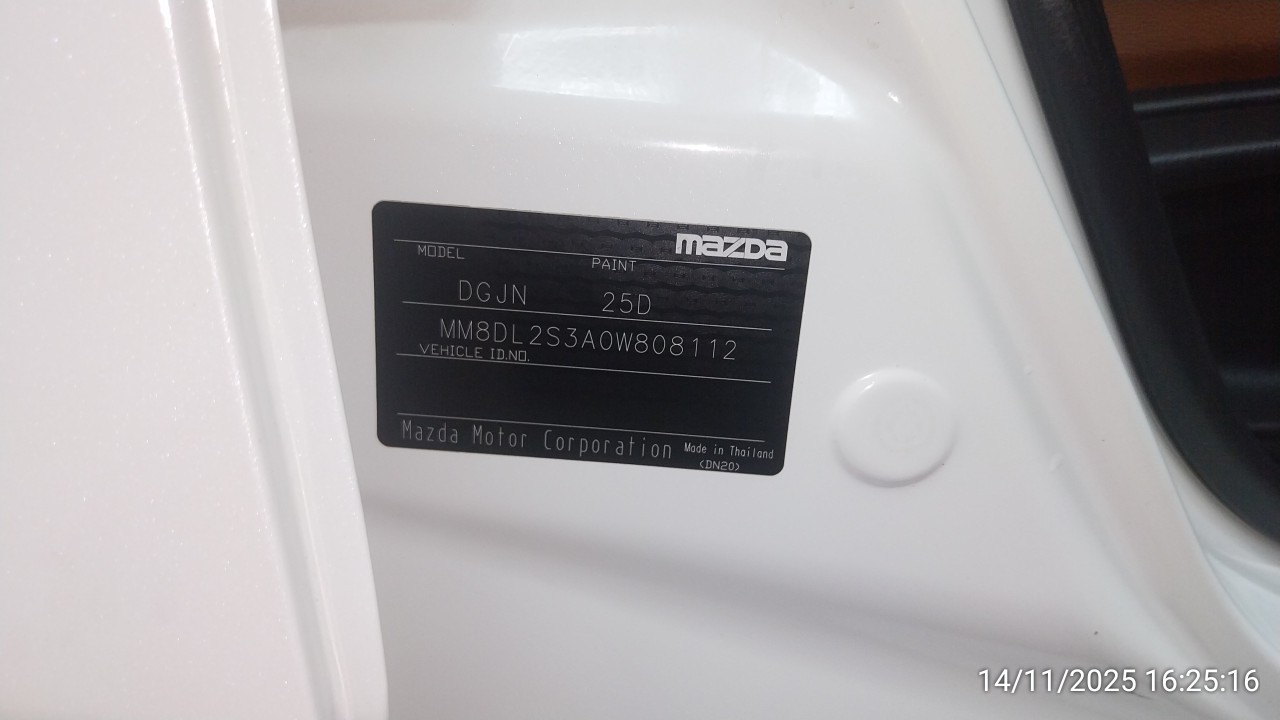 mazda
MODEL PAINT
DGJN 25D
MM8DL2S3A0W808112
VEHICLE ID.NO.
Mazda Motor Corporation Made in Thailand
(DN20)
14/11/2025 16:25:16